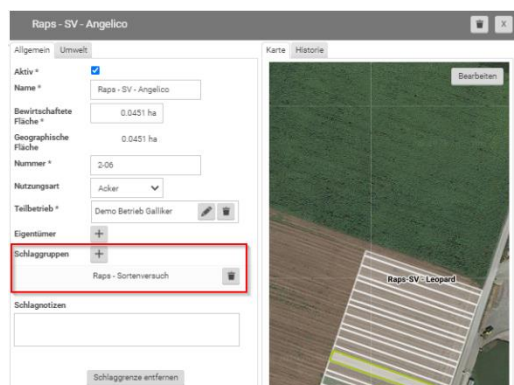 Raps - SV - Angelico
X
Allgemein Umwelt
Karte Historie
Aktiv *
Bearbeiten
Name *
Raps - SV - Angelico
Bewirtschaftete
Fläche *
0.0451 ha
Geographische
Fläche
0.0451 ha
Nummer *
2-06
Nutzungsart
Acker
Teilbetrieb *
Demo Betrieb Galliker
Eigentümer
+
Schlaggruppen
+
Raps - Sortenversuch
Raps - SV - Leopard
Schlagnotizen
Schlaggrenze entfernen